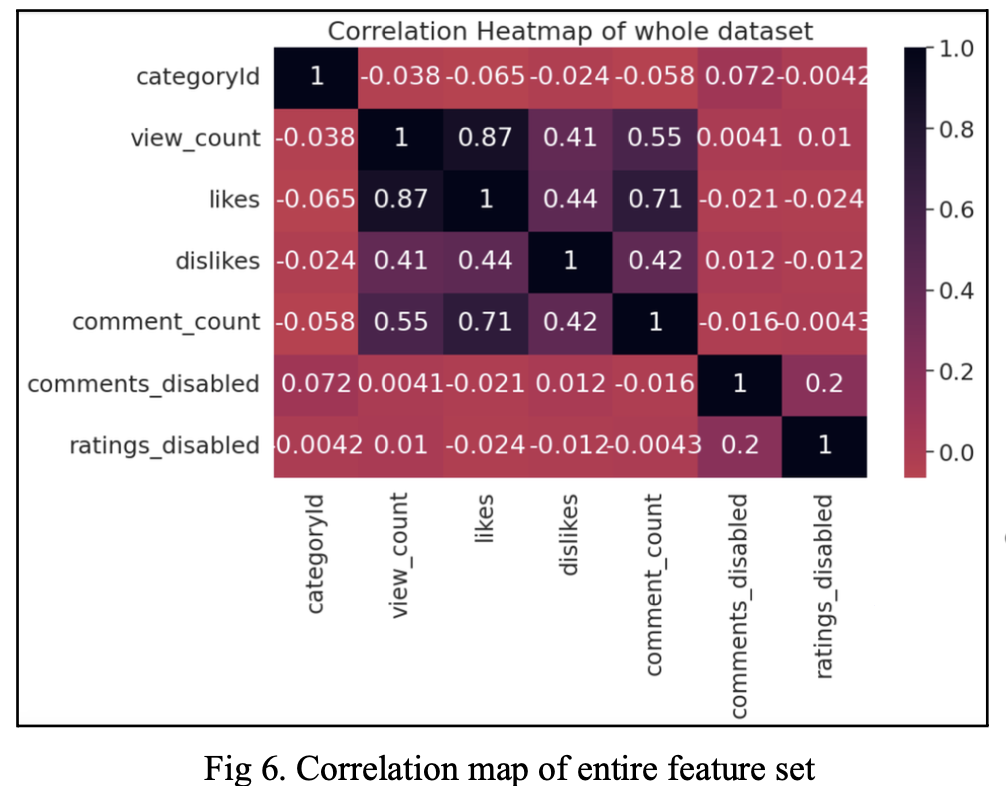 Correlation Heatmap of whole dataset
categoryId 1 -0.038 -0.065 -0.024 -0.058 0.072 -0.0042 1.0
view_count -0.038 1 0.87 0.41 0.55 0.0041 0.01 0.8
likes -0.065 0.87 1 0.44 0.71 -0.021 -0.024 0.6
dislikes -0.024 0.41 0.44 1 0.42 0.012 -0.012
comment_count -0.058 0.55 0.71 0.42 1 -0.016 -0.0043 0.4
comments_disabled 0.072 0.0041 -0.021 0.012 -0.016 1 0.2 0.2
ratings_disabled -0.0042 0.01 -0.024 -0.012 -0.0043 0.2 1 0.0
categoryId
view_count
likes
dislikes
comment_count
comments_disabled
ratings_disabled
Fig 6. Correlation map of entire feature set